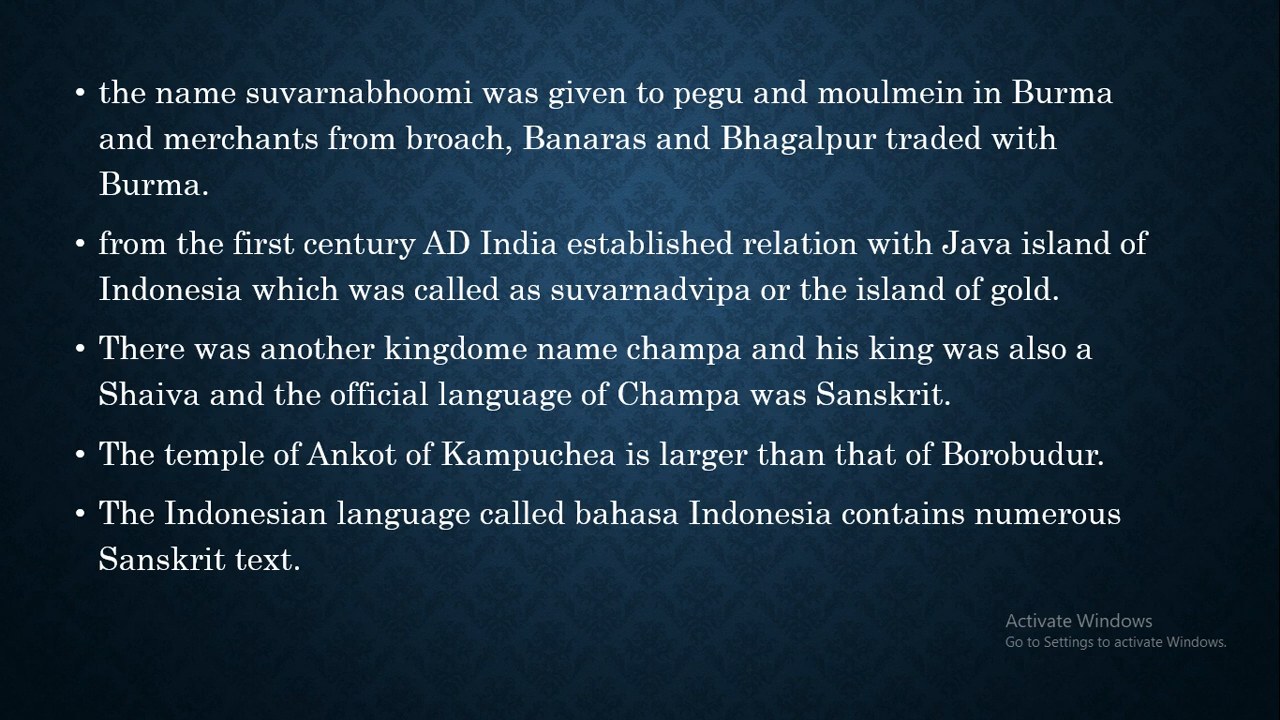 • the name suvarnabhoomi was given to pegu and moulmein in Burma
and merchants from broach, Banaras and Bhagalpur traded with
Burma.
• from the first century AD India established relation with Java island of
Indonesia which was called as suvarnadvipa or the island of gold.
• There was another kingdome name champa and his king was also a
Shaiva and the official language of Champa was Sanskrit.
• The temple of Ankot of Kampuchea is larger than that of Borobudur.
• The Indonesian language called bahasa Indonesia contains numerous
Sanskrit text.
Activate Windows
Go to Settings to activate Windows.